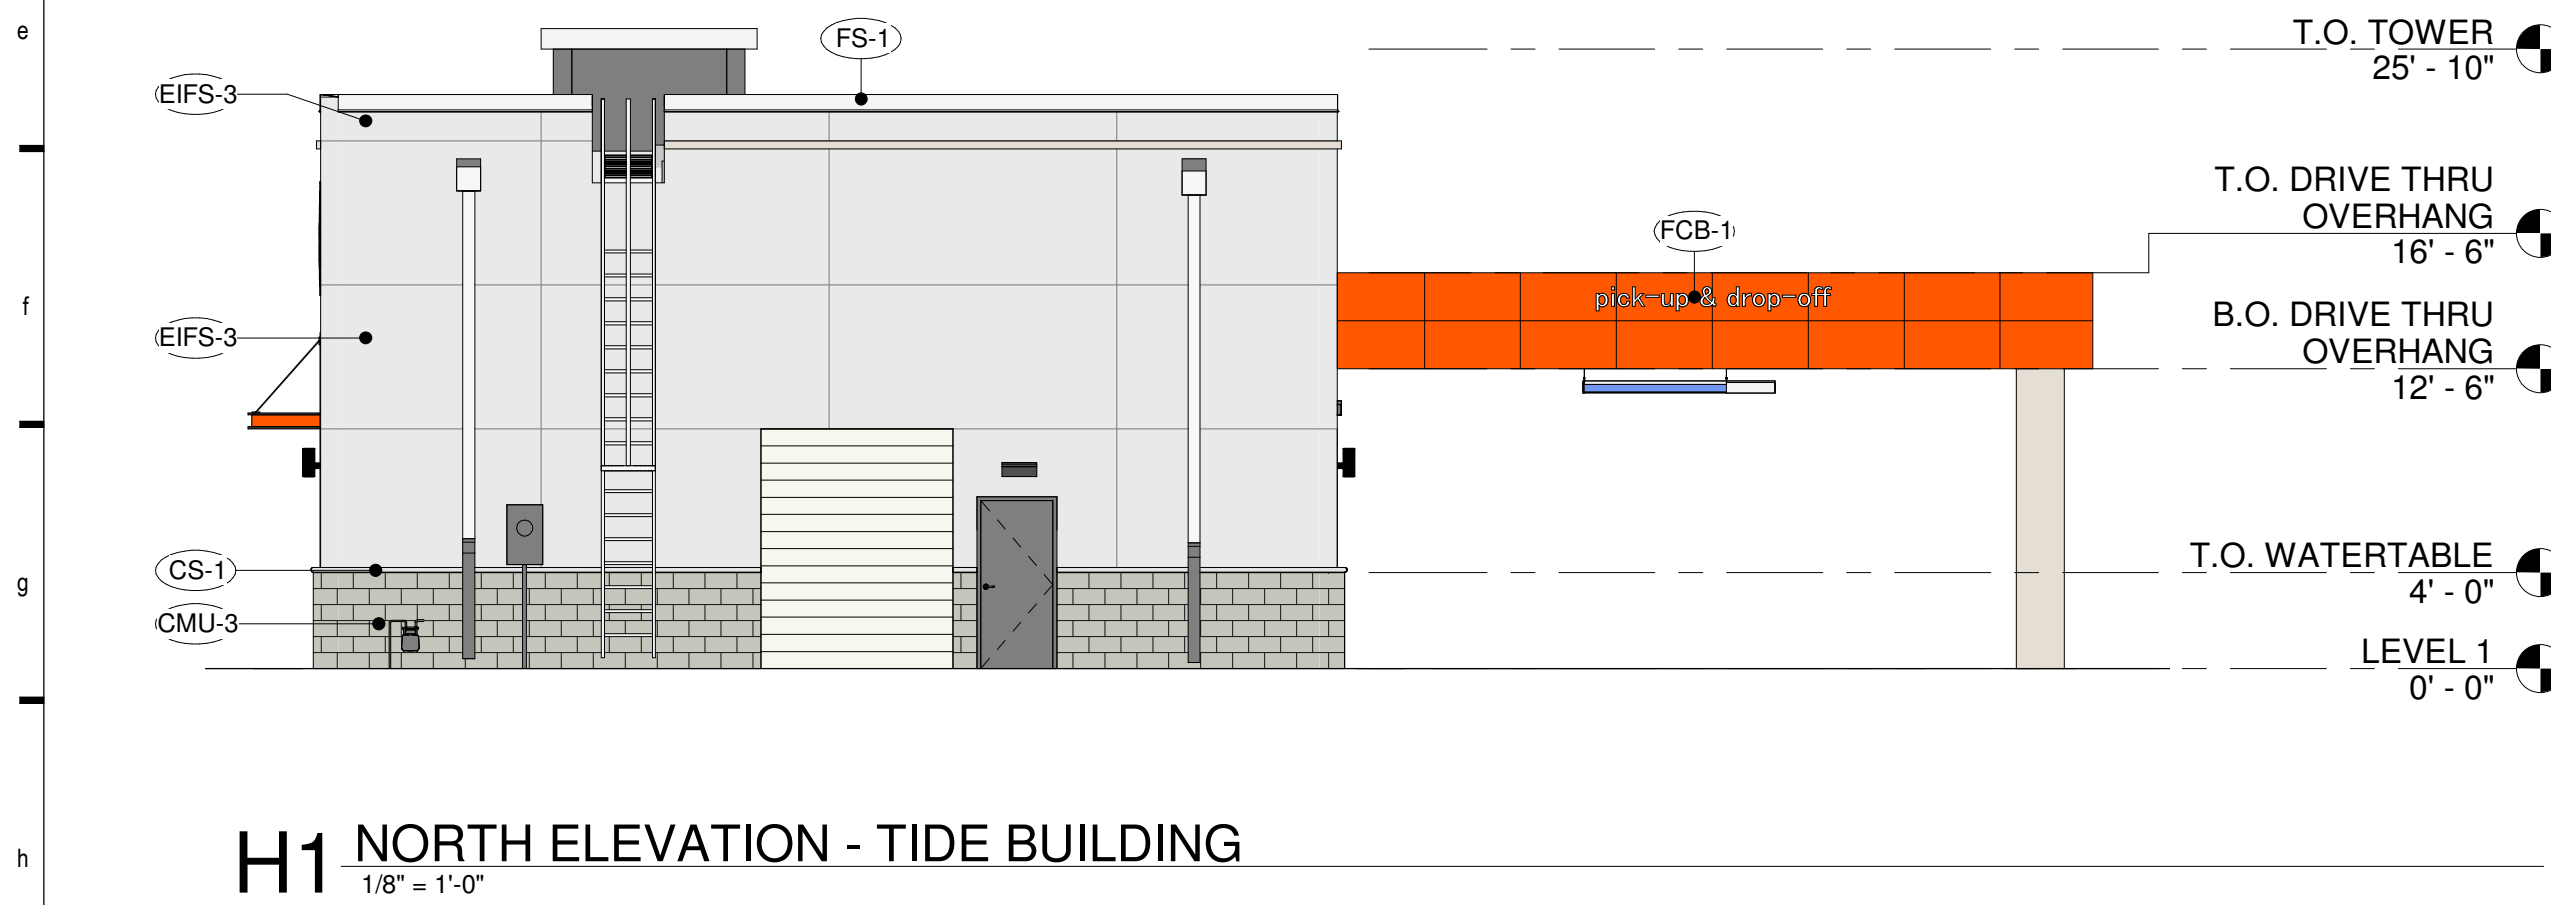 e
FS-1
T.O. TOWER
25' - 10"
EIFS-3
T.O. DRIVE THRU
OVERHANG
16' - 6"
FCB-1
f
pick-up & drop-off
B.O. DRIVE THRU
OVERHANG
12' - 6"
EIFS-3
CS-1
g
T.O. WATERTABLE
4' - 0"
CMU-3
LEVEL 1
0' - 0"
h
H1
NORTH ELEVATION - TIDE BUILDING
1/8" = 1'-0"